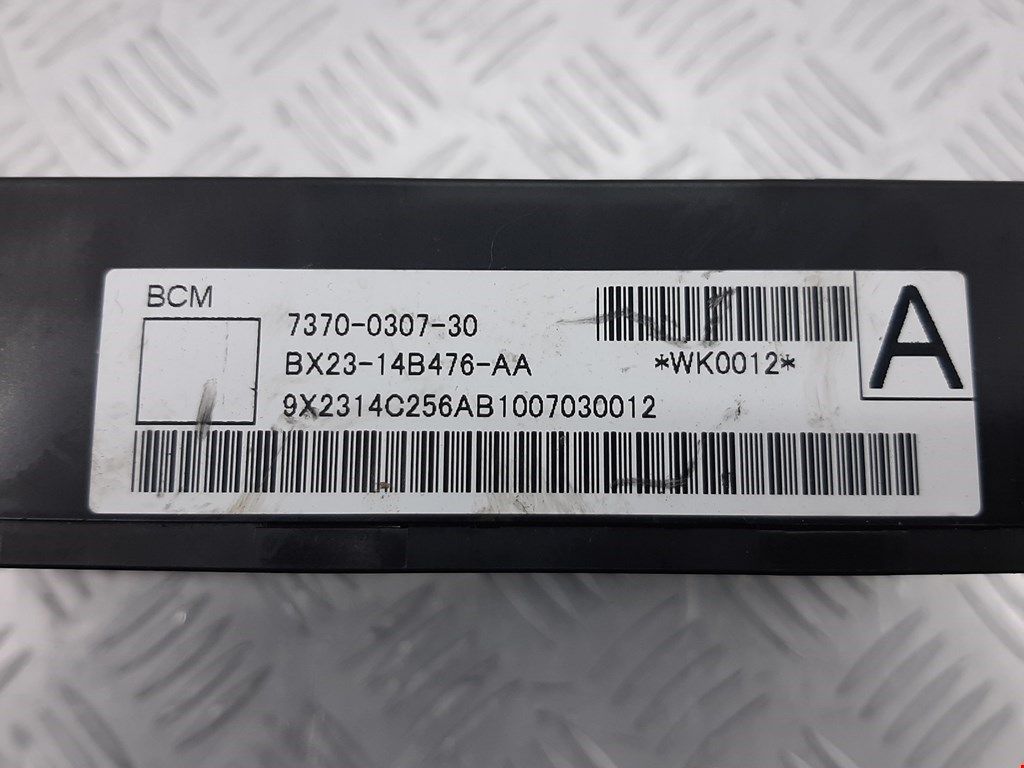 BCM
7370-0307-30
BX23-14B476-AA
*WK0012*
A
9X2314C256AB1007030012